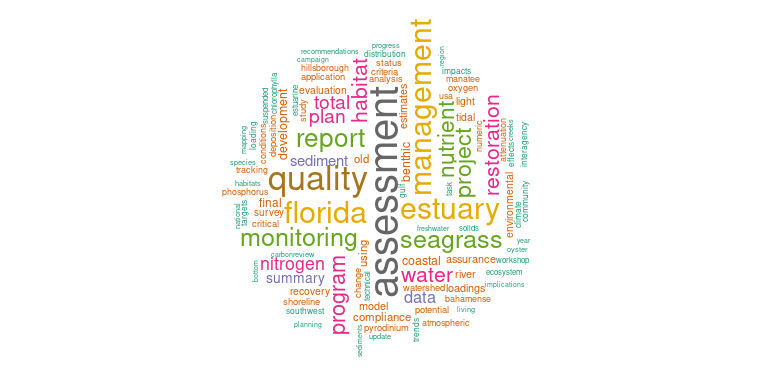 progress
recommendations
distribution
region
campaign
status
hillsborough
criteria
impacts
application
analysis
manatee
management
habitat
chlorophyll
evaluation
oxygen
suspended
estuarine
study
total
estimates
usa
light
plan
nutrient
restoration
tidal
development
deposition
report
project
numeric
attenuation
creeks
effects
interagency
mapping
loading
conditions
assessment
sediment
old
benthic
species
tracking
quality
habitats
phosphorus
gulf
task
environmental
climate
community
final
florida
estuary
national
targets
survey
critical
freshwater
solids
monitoring
seagrass
year
oyster
using
carbonreview
nitrogen
coastal
assurance
workshop
bottom
program
summary
change
technical
water
river
ecosystem
recovery
watershed
loadings
implications
shoreline
data
bahamense
southwest
model
potential
living
compliance
planning
pyrodinium
trends
atmospheric
sediments
update